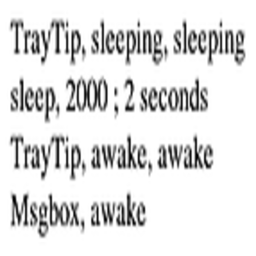 TrayTip, sleeping, sleeping
sleep, 2000 ; 2 seconds
TrayTip, awake, awake
Msgbox, awake